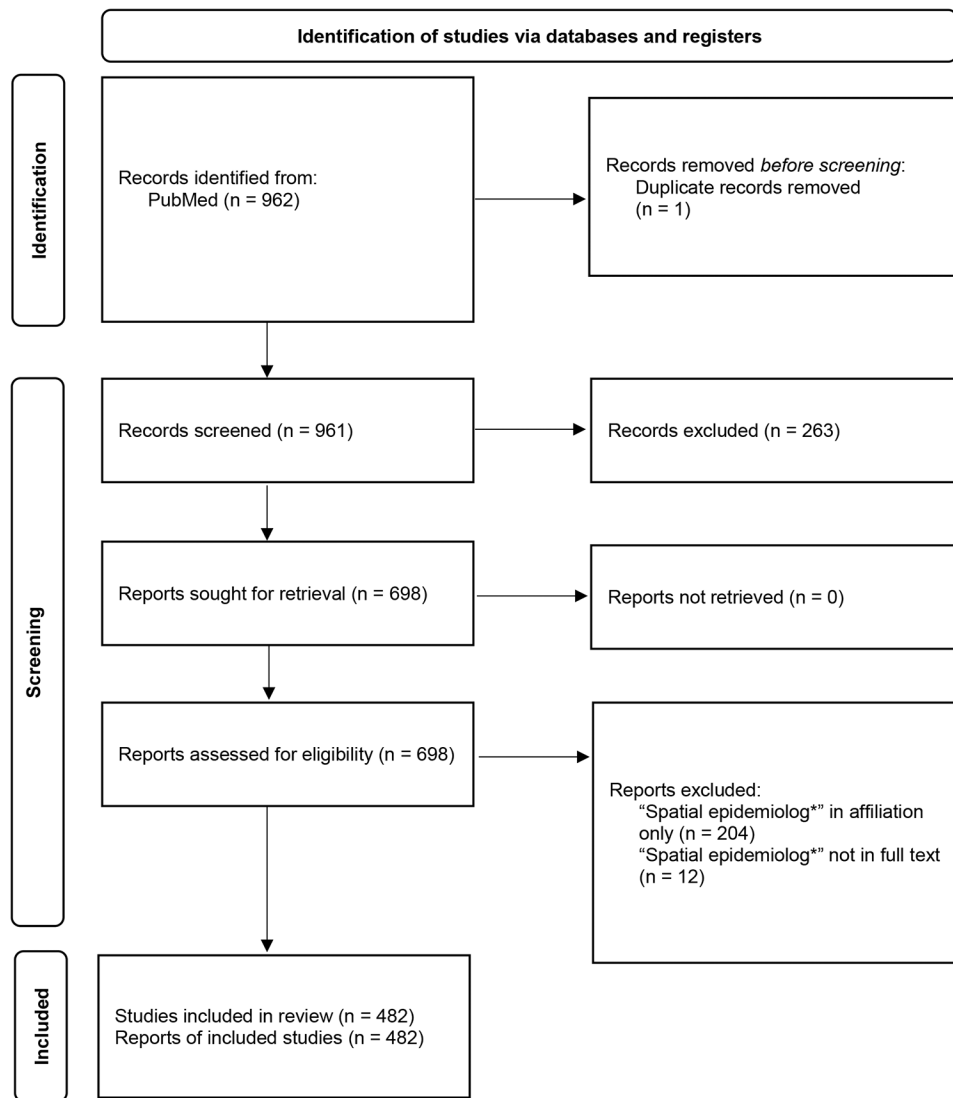 Identification of studies via databases and registers
Identification
Records identified from:
PubMed (n = 962)
Records removed before screening:
Duplicate records removed
(n = 1)
Screening
Records screened (n = 961)
Records excluded (n = 263)
Reports sought for retrieval (n = 698)
Reports not retrieved (n = 0)
Reports assessed for eligibility (n = 698)
Reports excluded:
“Spatial epidemiolog*” in affiliation
only (n = 204)
“Spatial epidemiolog*” not in full text
(n = 12)
Included
Studies included in review (n = 482)
Reports of included studies (n = 482)